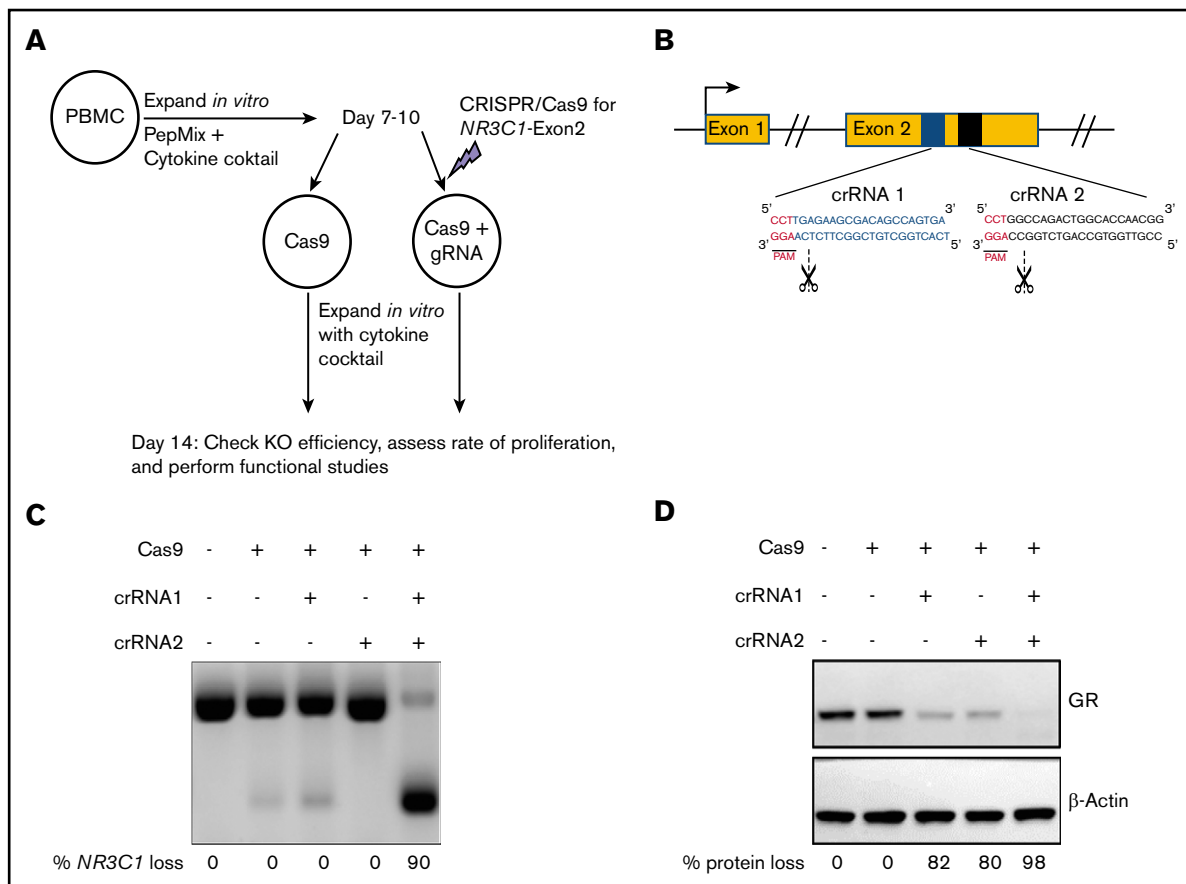 A
PBMC
Expand in vitro
PepMix +
Cytokine coktail
Day 7-10
CRISPR/Cas9 for
NR3C1-Exon2
Cas9
Cas9 +
gRNA
Expand in vitro
with cytokine
cocktail
Day 14: Check KO efficiency, assess rate of proliferation,
and perform functional studies
B
Exon 1
Exon 2
crRNA 1
5' 3'
CCTTGAGAAGCGACAGCCAGTGA
GGAACTCTTCGGCTGTCGGTCACT
3' 5'
PAM
crRNA 2
5' 3'
CCTGGCCAGACTGGCACCAACGG
GGACCGGTCTGACCGTGGTTGCC
3' 5'
PAM
C
Cas9 - + + + +
crRNA1 - - + - +
crRNA2 - - - + +
% NR3C1 loss 0 0 0 0 90
D
Cas9 - + + + +
crRNA1 - - + - +
crRNA2 - - - + +
GR
β-Actin
% protein loss 0 0 82 80 98